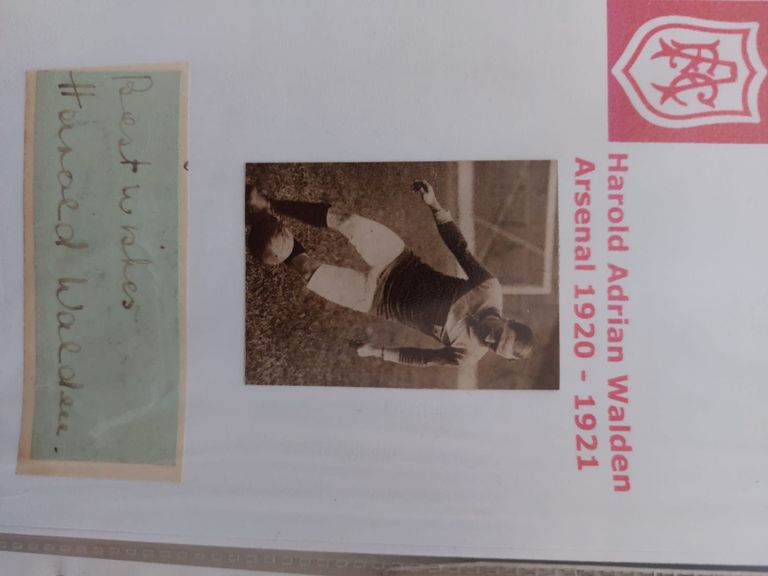 Harold Adrian Walden
Arsenal 1920 - 1921
Best wishes
Harold Walden.